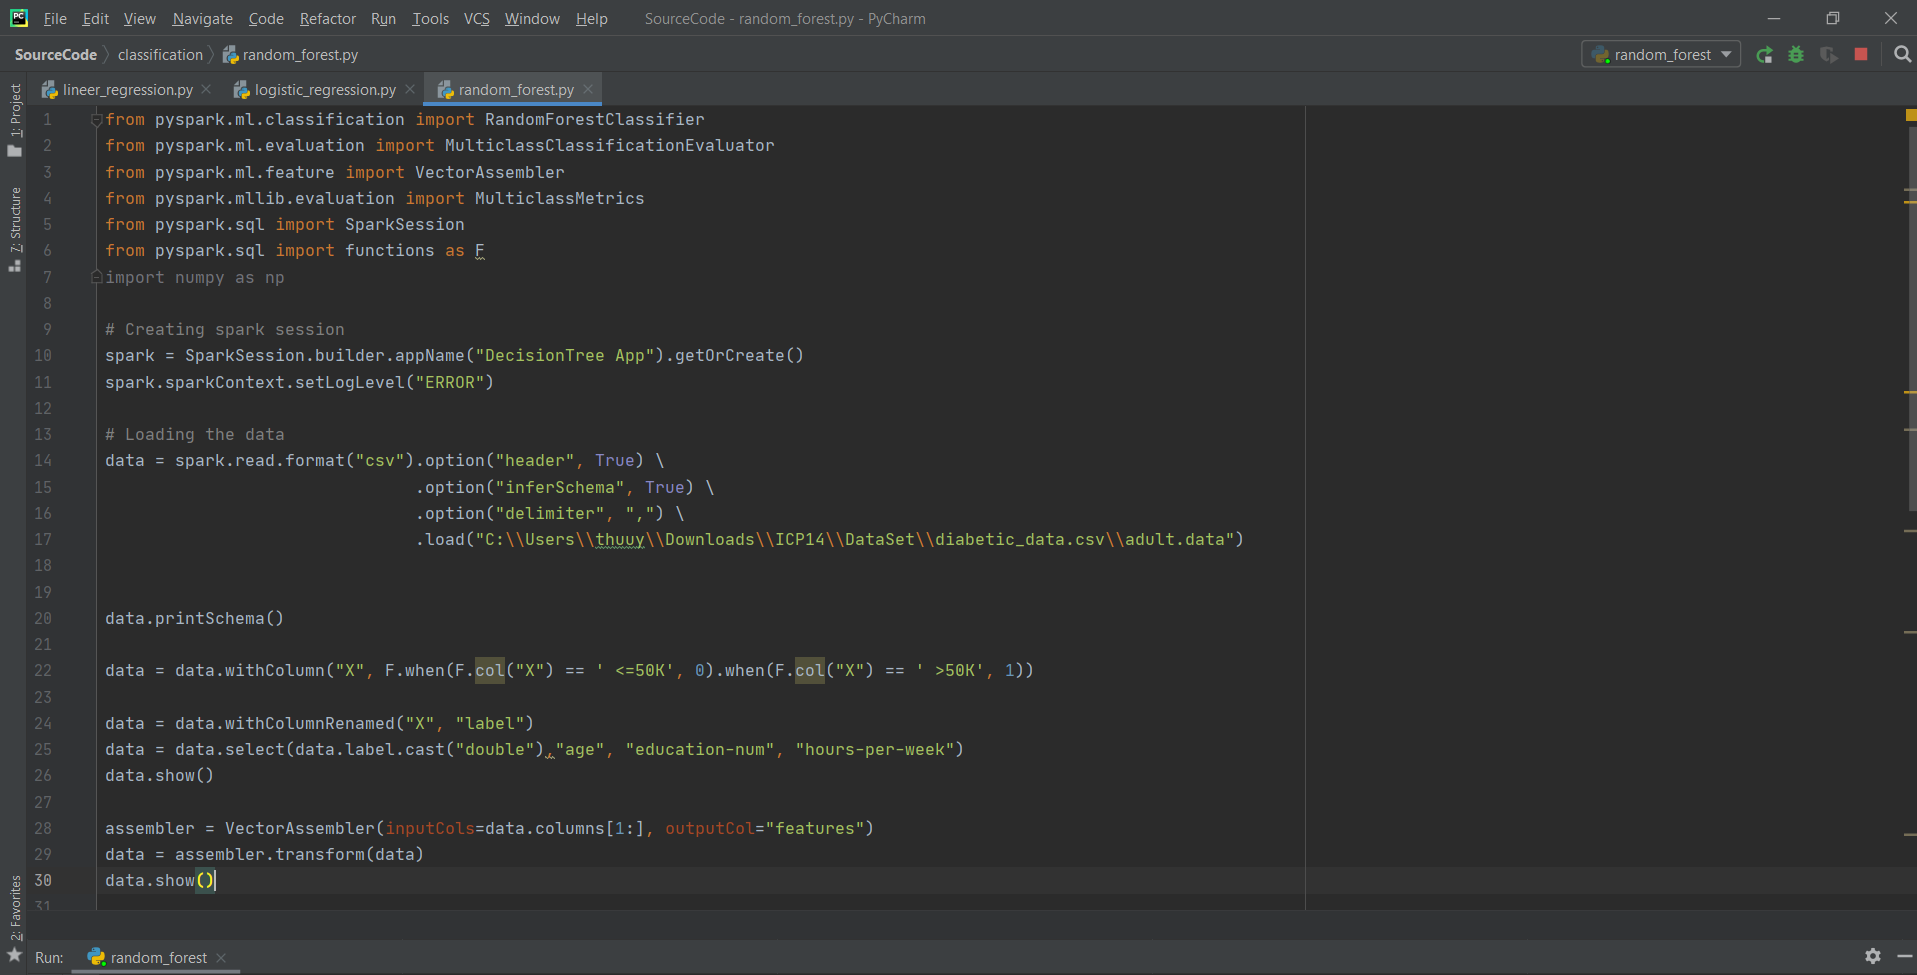 File Edit View Navigate Code Refactor Run Tools VCS Window Help SourceCode - random_forest.py - PyCharm
SourceCode classification random_forest.py random_forest
lineer_regression.py logistic_regression.py random_forest.py
1: Project
7: Structure
2: Favorites
1 from pyspark.ml.classification import RandomForestClassifier
2 from pyspark.ml.evaluation import MulticlassClassificationEvaluator
3 from pyspark.ml.feature import VectorAssembler
4 from pyspark.mllib.evaluation import MulticlassMetrics
5 from pyspark.sql import SparkSession
6 from pyspark.sql import functions as F
7 import numpy as np
8
9 # Creating spark session
10 spark = SparkSession.builder.appName("DecisionTree App").getOrCreate()
11 spark.sparkContext.setLogLevel("ERROR")
12
13 # Loading the data
14 data = spark.read.format("csv").option("header", True) \
15 .option("inferSchema", True) \
16 .option("delimiter", ",") \
17 .load("C:\\Users\\thuuy\\Downloads\\ICP14\\DataSet\\diabetic_data.csv\\adult.data")
18
19
20 data.printSchema()
21
22 data = data.withColumn("X", F.when(F.col("X") == ' <=50K', 0).when(F.col("X") == ' >50K', 1))
23
24 data = data.withColumnRenamed("X", "label")
25 data = data.select(data.label.cast("double"),"age", "education-num", "hours-per-week")
26 data.show()
27
28 assembler = VectorAssembler(inputCols=data.columns[1:], outputCol="features")
29 data = assembler.transform(data)
30 data.show()
31
Run: random_forest